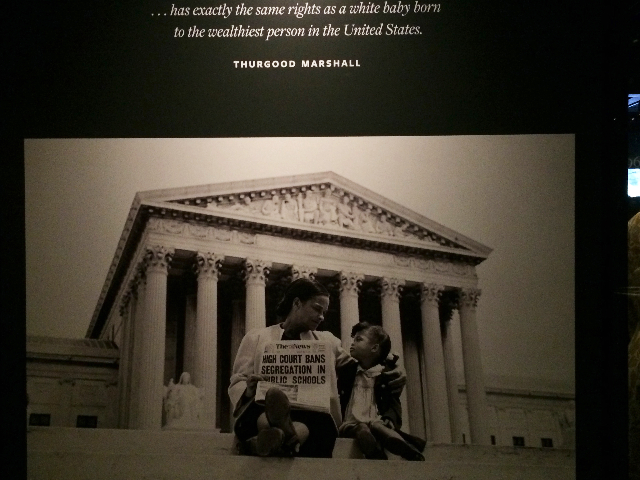 ... has exactly the same rights as a white baby born
to the wealthiest person in the United States.
THURGOOD MARSHALL
The News
HIGH COURT BANS
SEGREGATION IN
PUBLIC SCHOOLS